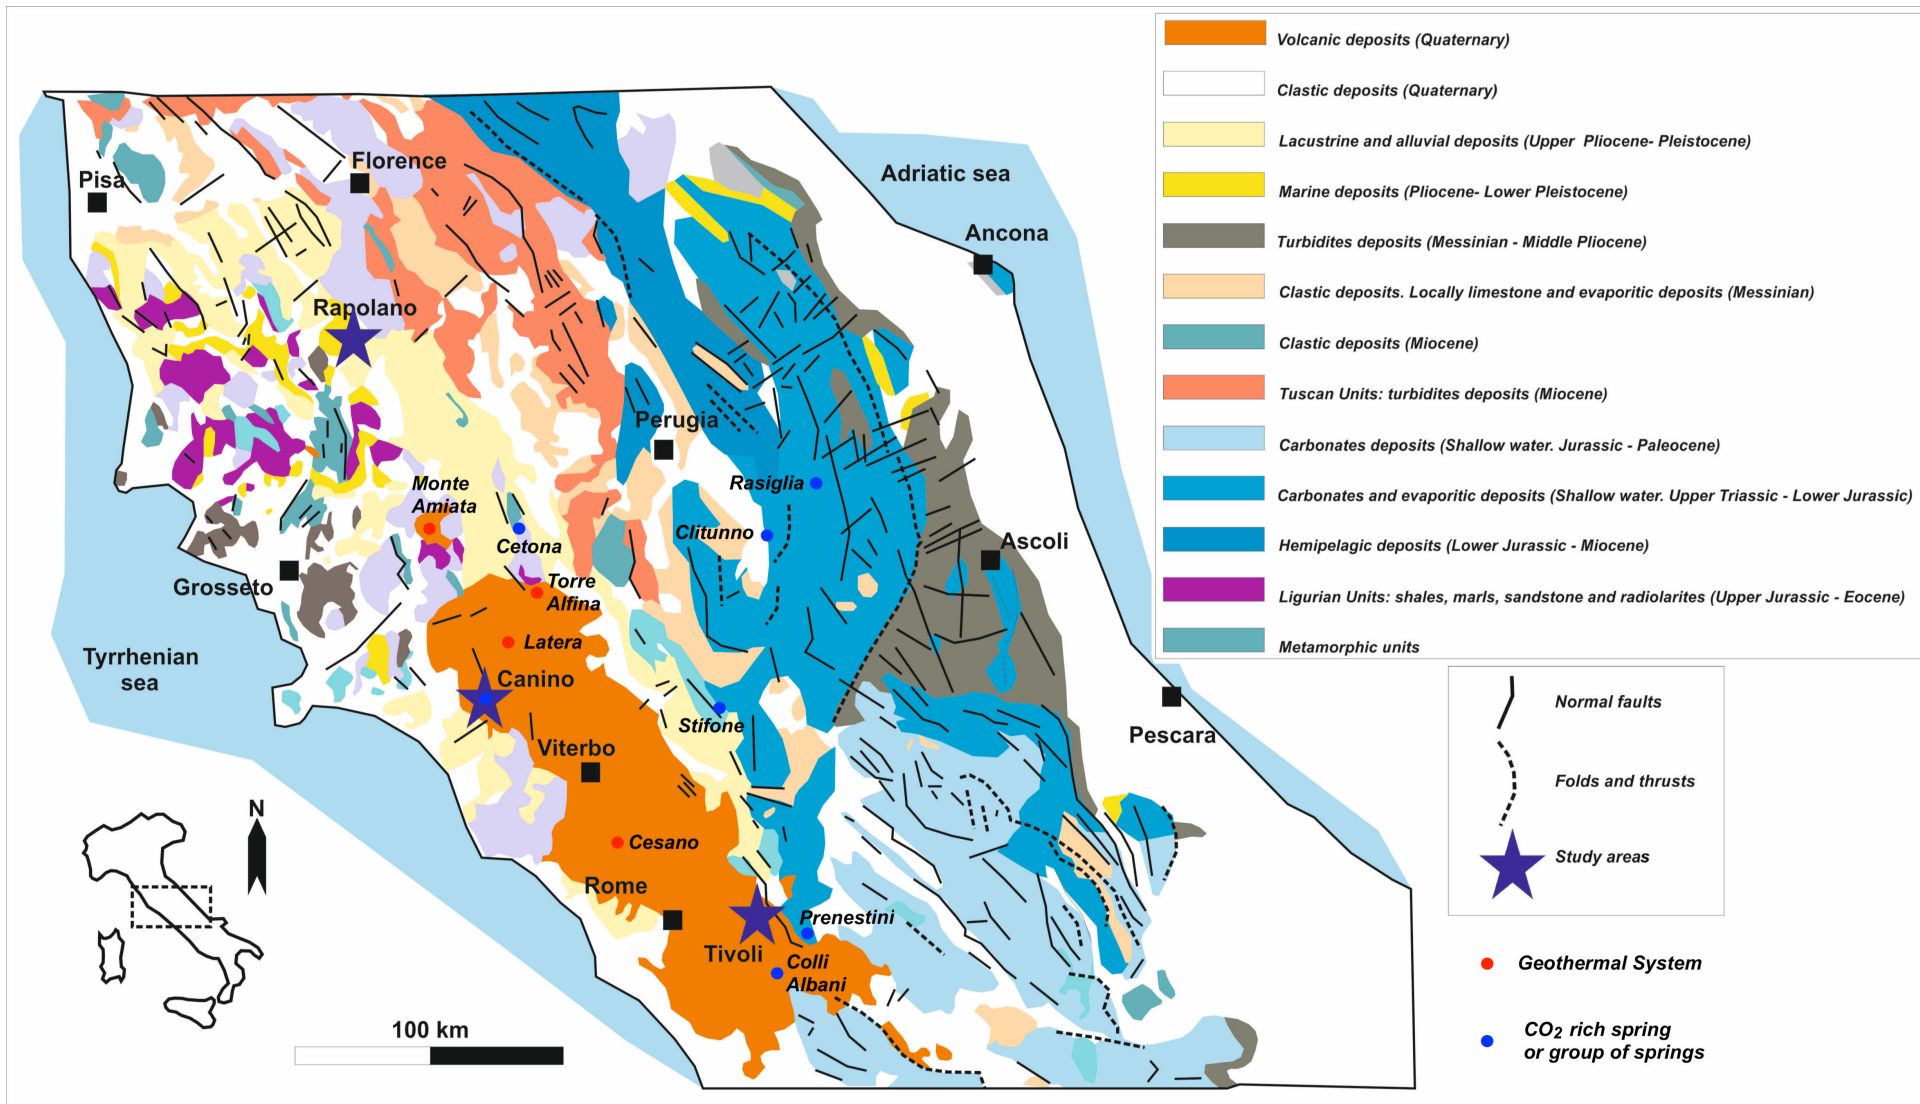 Volcanic deposits (Quaternary)
Clastic deposits (Quaternary)
Lacustrine and alluvial deposits (Upper Pliocene- Pleistocene)
Marine deposits (Pliocene- Lower Pleistocene)
Turbidites deposits (Messinian - Middle Pliocene)
Clastic deposits. Locally limestone and evaporitic deposits (Messinian)
Clastic deposits (Miocene)
Tuscan Units: turbidites deposits (Miocene)
Carbonates deposits (Shallow water. Jurassic - Paleocene)
Carbonates and evaporitic deposits (Shallow water. Upper Triassic - Lower Jurassic)
Hemipelagic deposits (Lower Jurassic - Miocene)
Ligurian Units: shales, marls, sandstone and radiolarites (Upper Jurassic - Eocene)
Metamorphic units
Normal faults
Folds and thrusts
Study areas
Geothermal System
CO2 rich spring
or group of springs
Florence
Pisa
Adriatic sea
Ancona
Rapolano
Perugia
Monte
Amiata
Rasiglia
Clitunno
Cetona
Ascoli
Grosseto
Torre
Alfina
Latera
Tyrrhenian
sea
Canino
Stifone
Viterbo
Pescara
N
Cesano
Rome
Prenestini
Tivoli
Colli
Albani
100 km